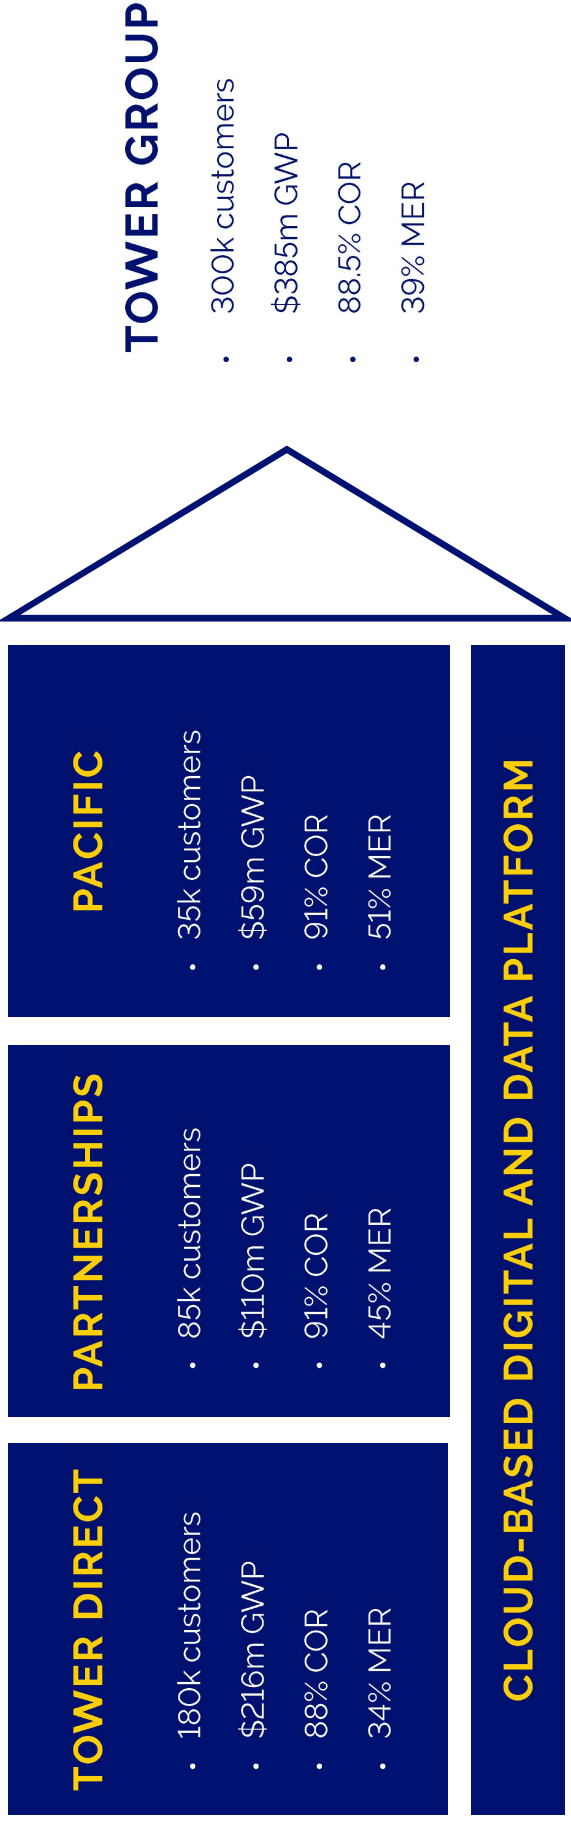 TOWER DIRECT
• 180k customers
• $216m GWP
• 88% COR
• 34% MER
PARTNERSHIPS
• 85k customers
• $110m GWP
• 91% COR
• 45% MER
PACIFIC
• 35k customers
• $59m GWP
• 91% COR
• 51% MER
CLOUD-BASED DIGITAL AND DATA PLATFORM
TOWER GROUP
• 300k customers
• $385m GWP
• 88.5% COR
• 39% MER